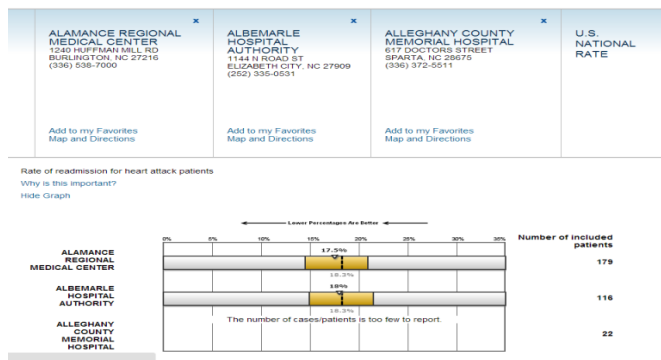 x
x
x
ALAMANCE REGIONAL
MEDICAL CENTER
1240 HUFFMAN MILL RD
BURLINGTON, NC 27216
(336) 538-7000
Add to my Favorites
Map and Directions
ALBEMARLE
HOSPITAL
AUTHORITY
1144 N ROAD ST
ELIZABETH CITY, NC 27909
(252) 335-0531
Add to my Favorites
Map and Directions
ALLEGHANY COUNTY
MEMORIAL HOSPITAL
617 DOCTORS STREET
SPARTA, NC 28675
(336) 372-5511
Add to my Favorites
Map and Directions
U.S.
NATIONAL
RATE
Rate of readmission for heart attack patients
Why is this important?
Hide Graph
Lower Percentages Are Better
0% 5% 10% 15% 20% 25% 30% 35%
Number of included
patients
ALAMANCE
REGIONAL
MEDICAL CENTER
17.5%
18.3%
179
ALBEMARLE
HOSPITAL
AUTHORITY
18%
18.3%
116
ALLEGHANY
COUNTY
MEMORIAL
HOSPITAL
The number of cases/patients is too few to report.
22